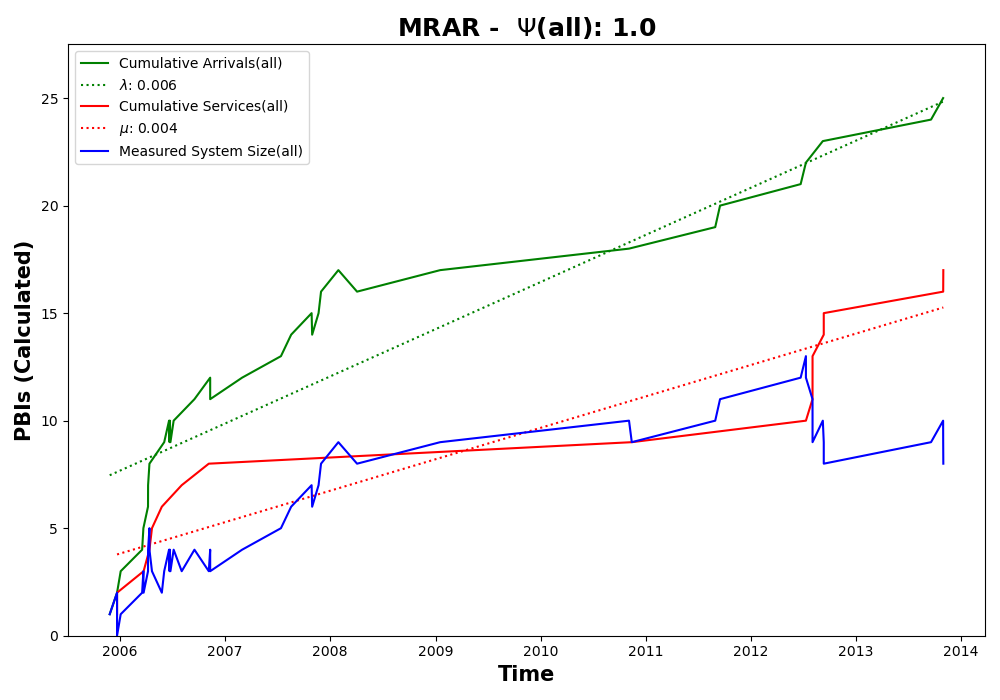 MRAR -  Ψ(all): 1.0
Cumulative Arrivals(all)
λ: 0.006
Cumulative Services(all)
μ: 0.004
Measured System Size(all)
PBIs (Calculated)
25
20
15
10
5
0
2006 2007 2008 2009 2010 2011 2012 2013 2014
Time